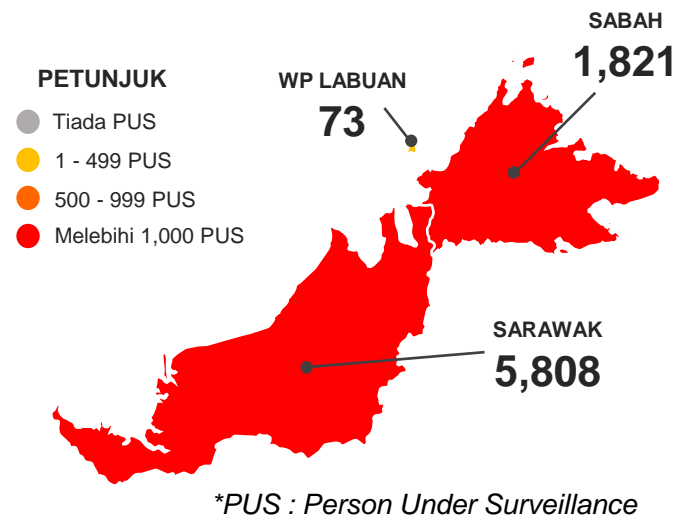 SABAH
1,821
WP LABUAN
73
PETUNJUK
Tiada PUS
1 - 499 PUS
500 - 999 PUS
Melebihi 1,000 PUS
SARAWAK
5,808
*PUS : Person Under Surveillance